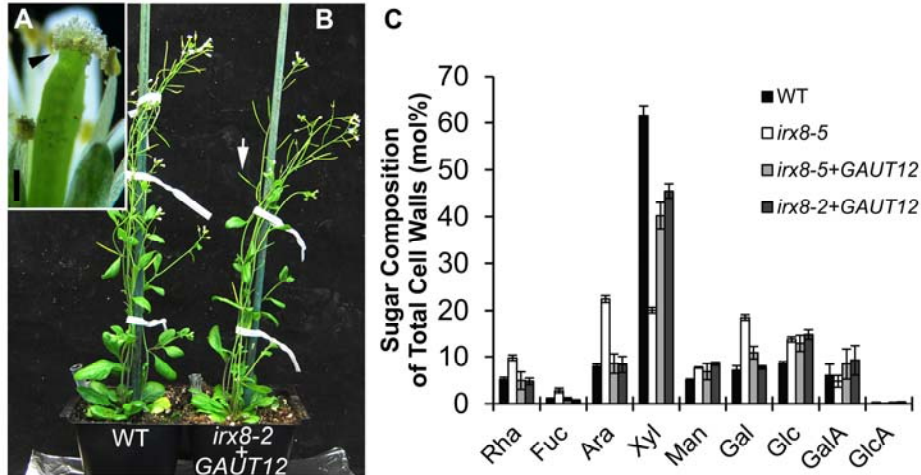 A
B
C
WT
irx8-2
+
GAUT12
Sugar Composition
of Total Cell Walls (mol%)
70
60
50
40
30
20
10
0
WT
irx8-5
irx8-5+GAUT12
irx8-2+GAUT12
Rha
Fuc
Ara
Xyl
Man
Gal
Glc
GalA
GlcA